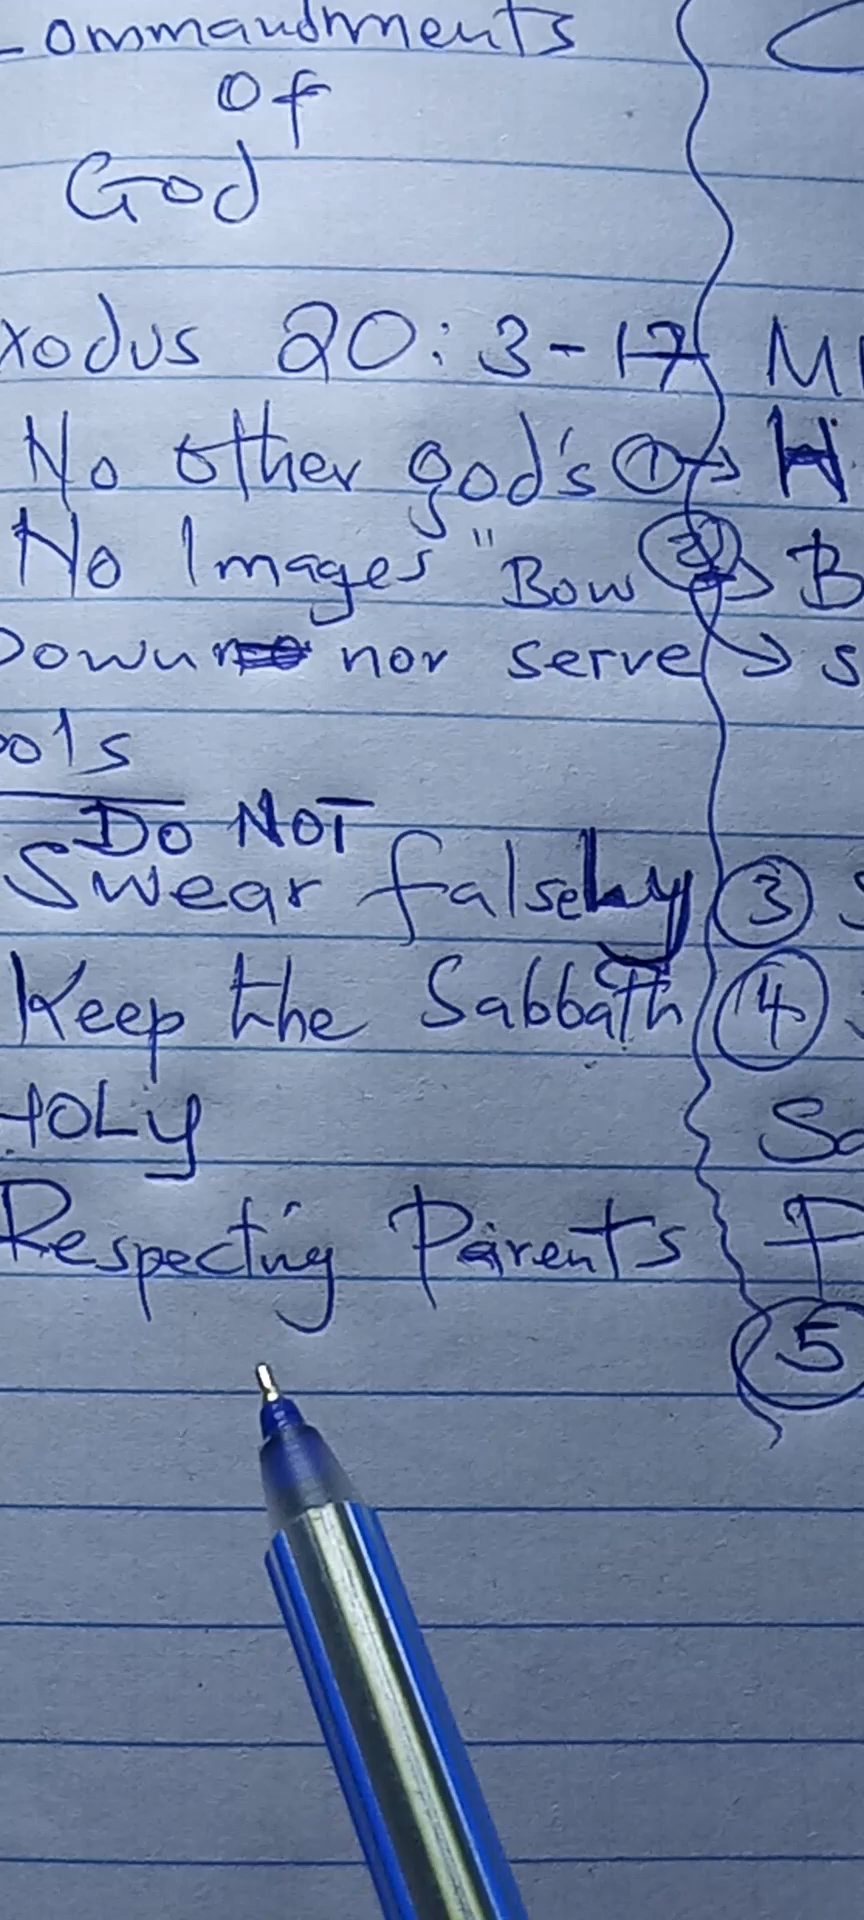 ommandments
Of
God
xodus 20:3-17 M
No other god's ① → H
No Images "Bow ② → B
Down nor serve → s
ols
DO NOT
Swear falsely ③ S
Keep the Sabbath ④
HOLY Sa
Respecting Parents P
⑤